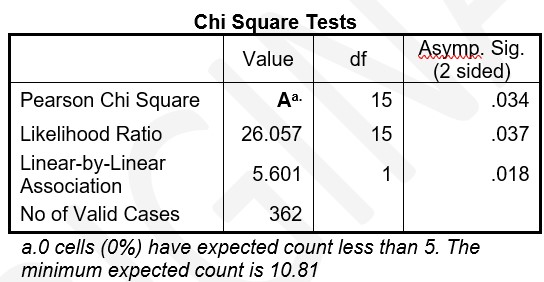 Chi Square Tests
Value df Asymp. Sig.
(2 sided)
Pearson Chi Square Aa. 15 .034
Likelihood Ratio 26.057 15 .037
Linear-by-Linear
Association 5.601 1 .018
No of Valid Cases 362
a.0 cells (0%) have expected count less than 5. The
minimum expected count is 10.81